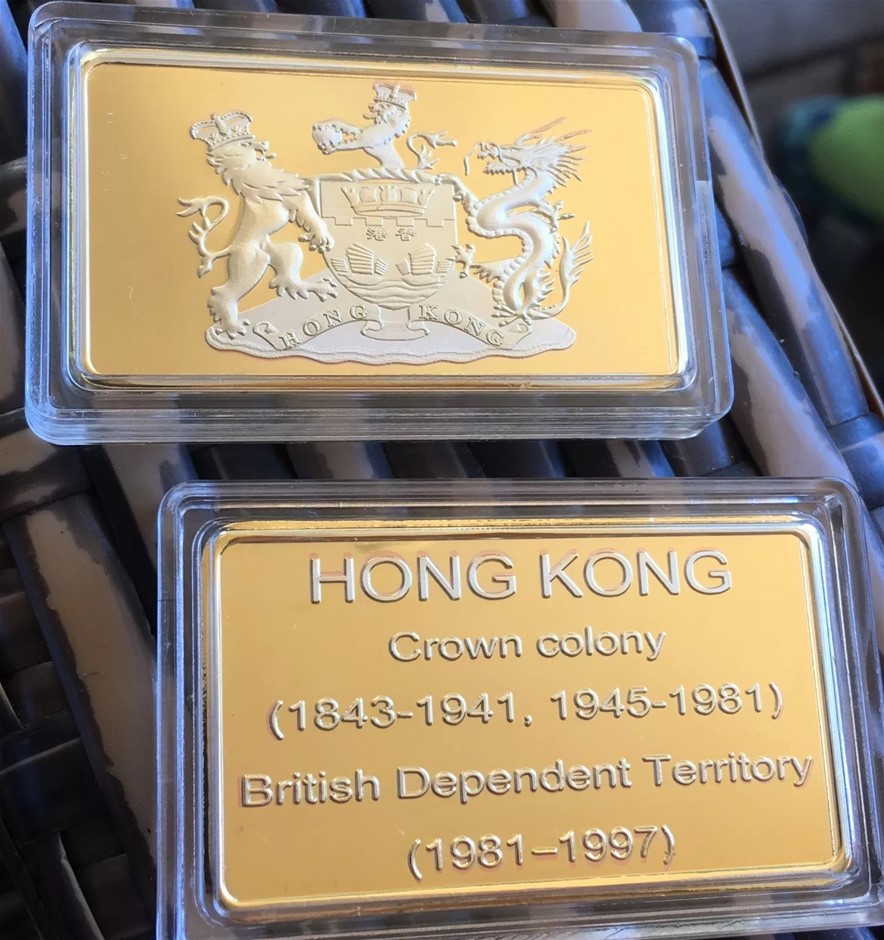 港香
HONG KONG
HONG KONG
Crown colony
(1843-1941, 1945-1981)
British Dependent Territory
(1981–1997)